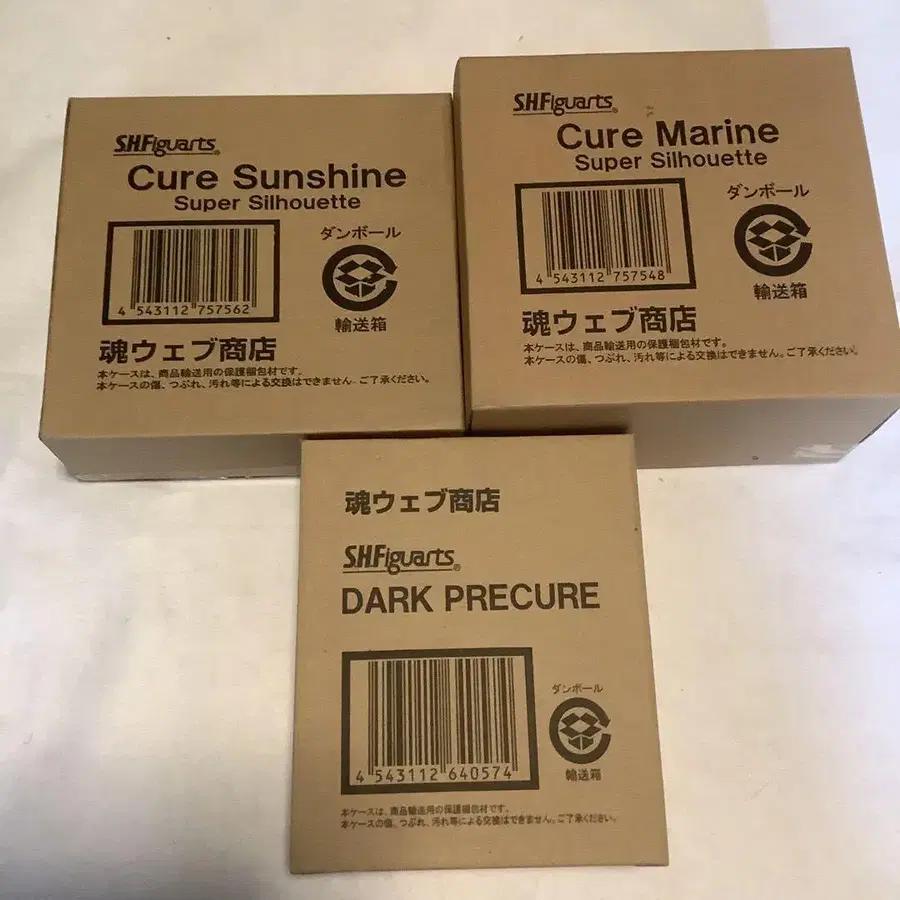 S.H.Figuarts®
Cure Sunshine
Super Silhouette
4 543112 757562
ダンボール
輸送箱
魂ウェブ商店
本ケースは、商品輸送用の保護梱包材です。
本ケースの傷、つぶれ、汚れ等による交換はできません。ご了承ください。
S.H.Figuarts®
Cure Marine
Super Silhouette
4 543112 757548
ダンボール
輸送箱
魂ウェブ商店
本ケースは、商品輸送用の保護梱包材です。
本ケースの傷、つぶれ、汚れ等による交換はできません。ご了承ください。
魂ウェブ商店
S.H.Figuarts®
DARK PRECURE
4 543112 640574
ダンボール
輸送箱
本ケースは、商品輸送用の保護梱包材です。
本ケースの傷、つぶれ、汚れ等による交換はできません。ご了承ください。